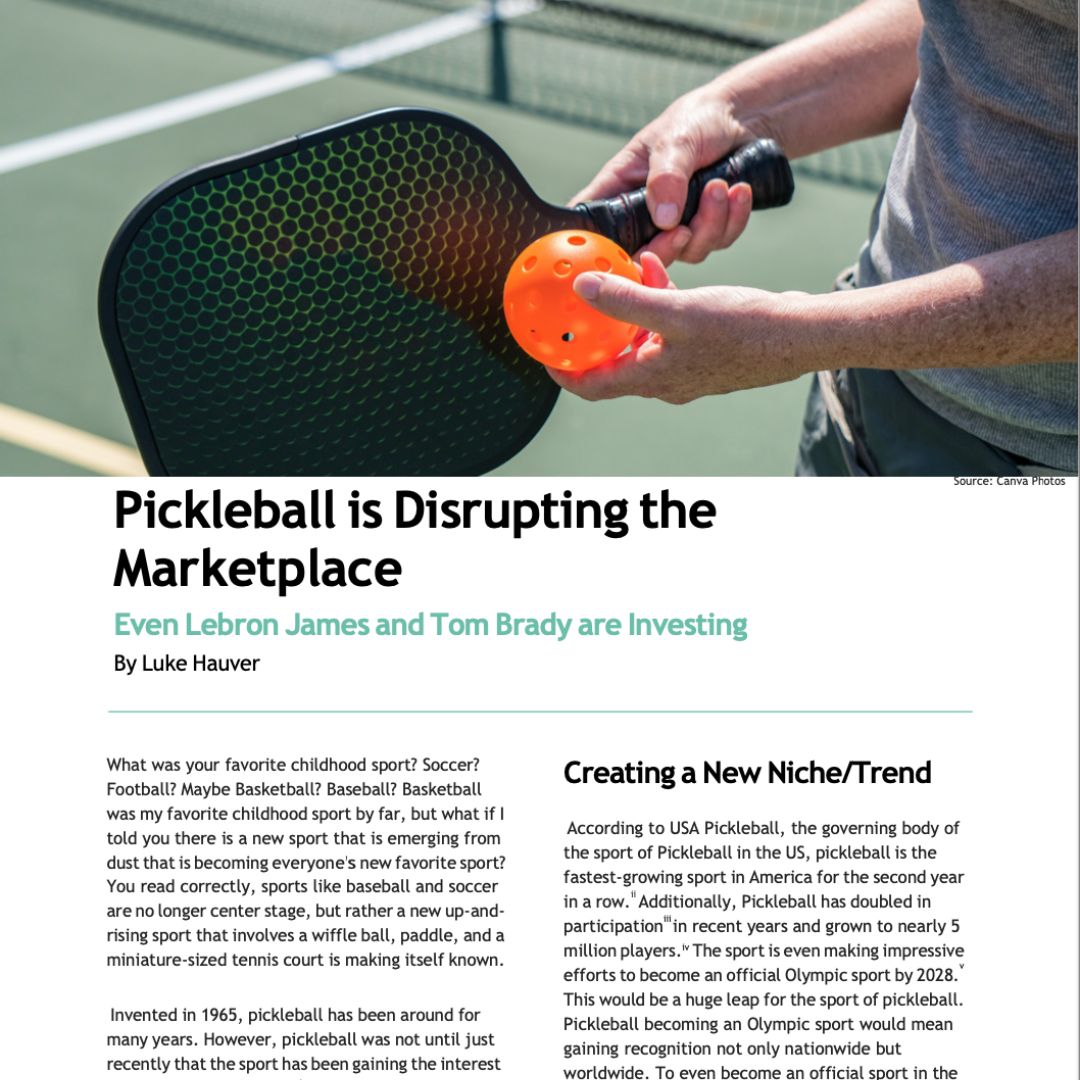 Source: Canva Photos
Pickleball is Disrupting the
Marketplace
Even Lebron James and Tom Brady are Investing
By Luke Hauver
What was your favorite childhood sport? Soccer?
Football? Maybe Basketball? Baseball? Basketball
was my favorite childhood sport by far, but what if I
told you there is a new sport that is emerging from
dust that is becoming everyone's new favorite sport?
You read correctly, sports like baseball and soccer
are no longer center stage, but rather a new up-and-
rising sport that involves a wiffle ball, paddle, and a
miniature-sized tennis court is making itself known.
Invented in 1965, pickleball has been around for
many years. However, pickleball was not until just
recently that the sport has been gaining the interest
Creating a New Niche/Trend
According to USA Pickleball, the governing body of
the sport of Pickleball in the US, pickleball is the
fastest-growing sport in America for the second year
in a row.ii Additionally, Pickleball has doubled in
participationiii in recent years and grown to nearly 5
million players.iv The sport is even making impressive
efforts to become an official Olympic sport by 2028.v
This would be a huge leap for the sport of pickleball.
Pickleball becoming an Olympic sport would mean
gaining recognition not only nationwide but
worldwide. To even become an official sport in the